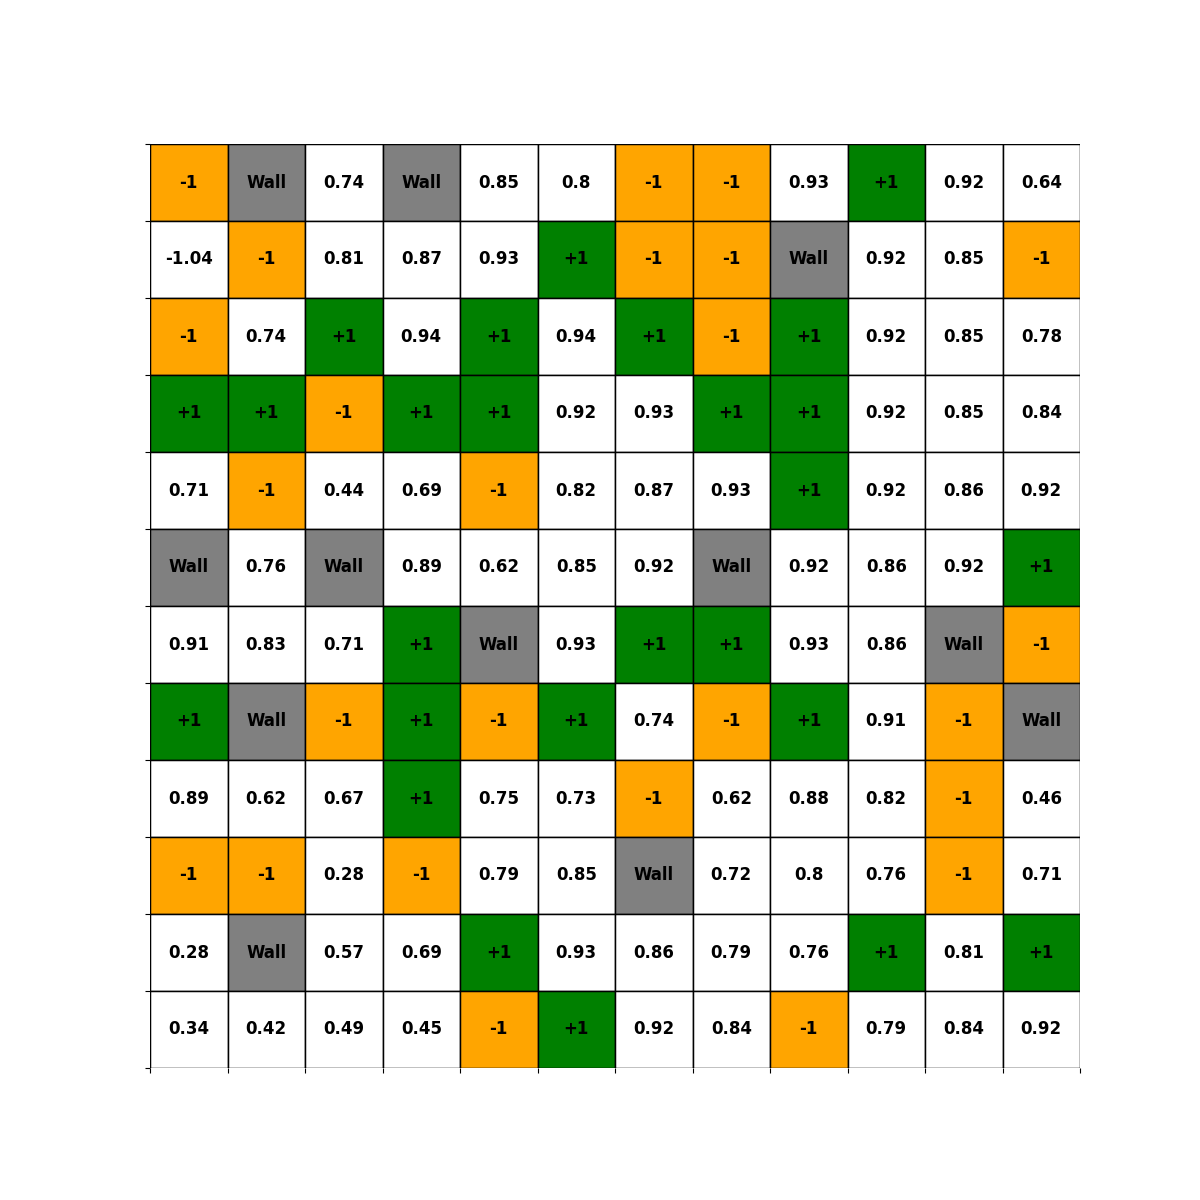 -1 Wall 0.74 Wall 0.85 0.8 -1 -1 0.93 +1 0.92 0.64
-1.04 -1 0.81 0.87 0.93 +1 -1 -1 Wall 0.92 0.85 -1
-1 0.74 +1 0.94 +1 0.94 +1 -1 +1 0.92 0.85 0.78
+1 +1 -1 +1 +1 0.92 0.93 +1 +1 0.92 0.85 0.84
0.71 -1 0.44 0.69 -1 0.82 0.87 0.93 +1 0.92 0.86 0.92
Wall 0.76 Wall 0.89 0.62 0.85 0.92 Wall 0.92 0.86 0.92 +1
0.91 0.83 0.71 +1 Wall 0.93 +1 +1 0.93 0.86 Wall -1
+1 Wall -1 +1 -1 +1 0.74 -1 +1 0.91 -1 Wall
0.89 0.62 0.67 +1 0.75 0.73 -1 0.62 0.88 0.82 -1 0.46
-1 -1 0.28 -1 0.79 0.85 Wall 0.72 0.8 0.76 -1 0.71
0.28 Wall 0.57 0.69 +1 0.93 0.86 0.79 0.76 +1 0.81 +1
0.34 0.42 0.49 0.45 -1 +1 0.92 0.84 -1 0.79 0.84 0.92